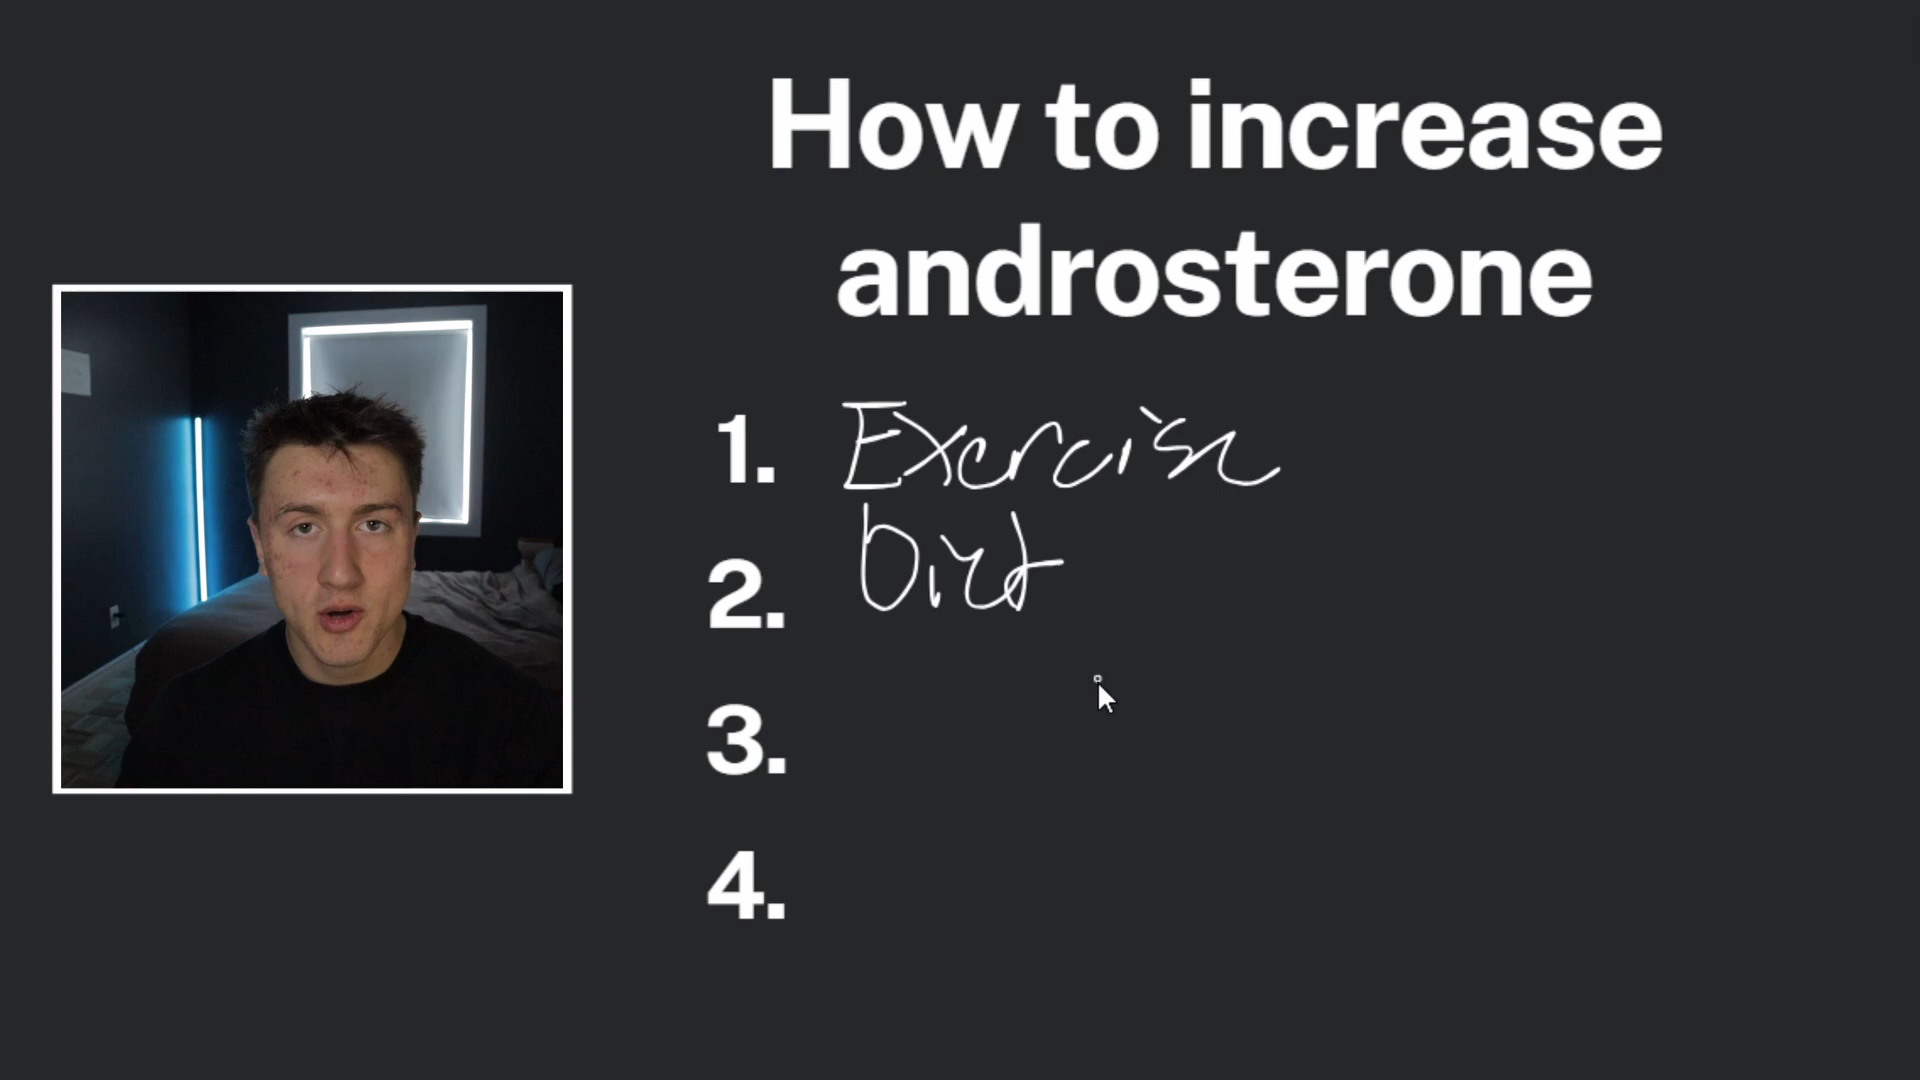 How to increase
androsterone
1. Exercise
2. Diet
3.
4.